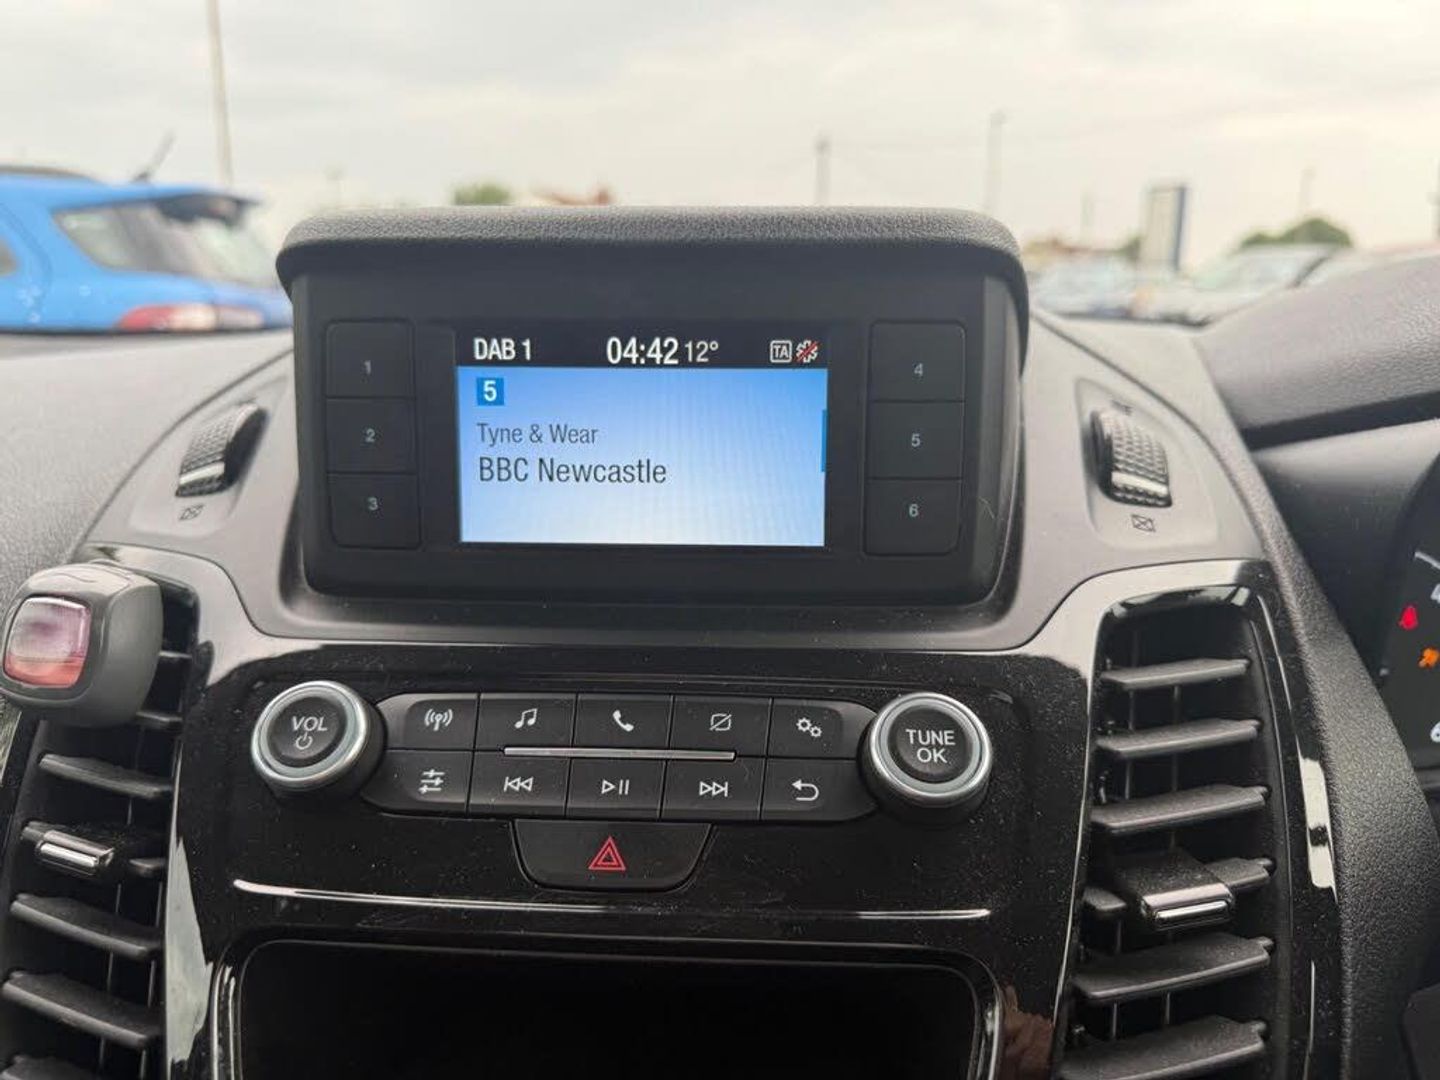 DAB 1 04:42 12° TA
5
Tyne & Wear
BBC Newcastle
1
2
3
4
5
6
VOL
TUNE
OK